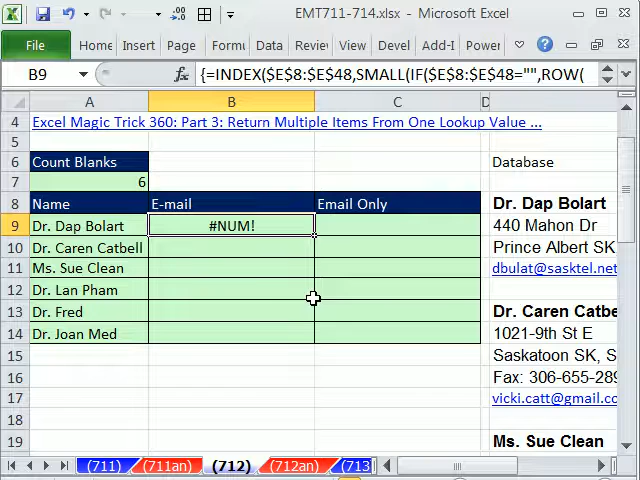 EMT711-714.xlsx - Microsoft Excel
File Home Insert Page Formu Data Reviev View Devel Add-I Power
B9 fx {=INDEX($E$8:$E$48,SMALL(IF($E$8:$E$48="",ROW(
A B C D E
4 Excel Magic Trick 360: Part 3: Return Multiple Items From One Lookup Value ...
5
6 Count Blanks Database
7 6
8 Name E-mail Email Only Dr. Dap Bolart
9 Dr. Dap Bolart #NUM! 440 Mahon Dr
10 Dr. Caren Catbell Prince Albert SK
11 Ms. Sue Clean dbulat@sasktel.net
12 Dr. Lan Pham
13 Dr. Fred Dr. Caren Catbe
14 Dr. Joan Med 1021-9th St E
15 Saskatoon SK, S
16 Fax: 306-655-289
17 vicki.catt@gmail.co
18
19 Ms. Sue Clean
(711) (711an) (712) (712an) (713